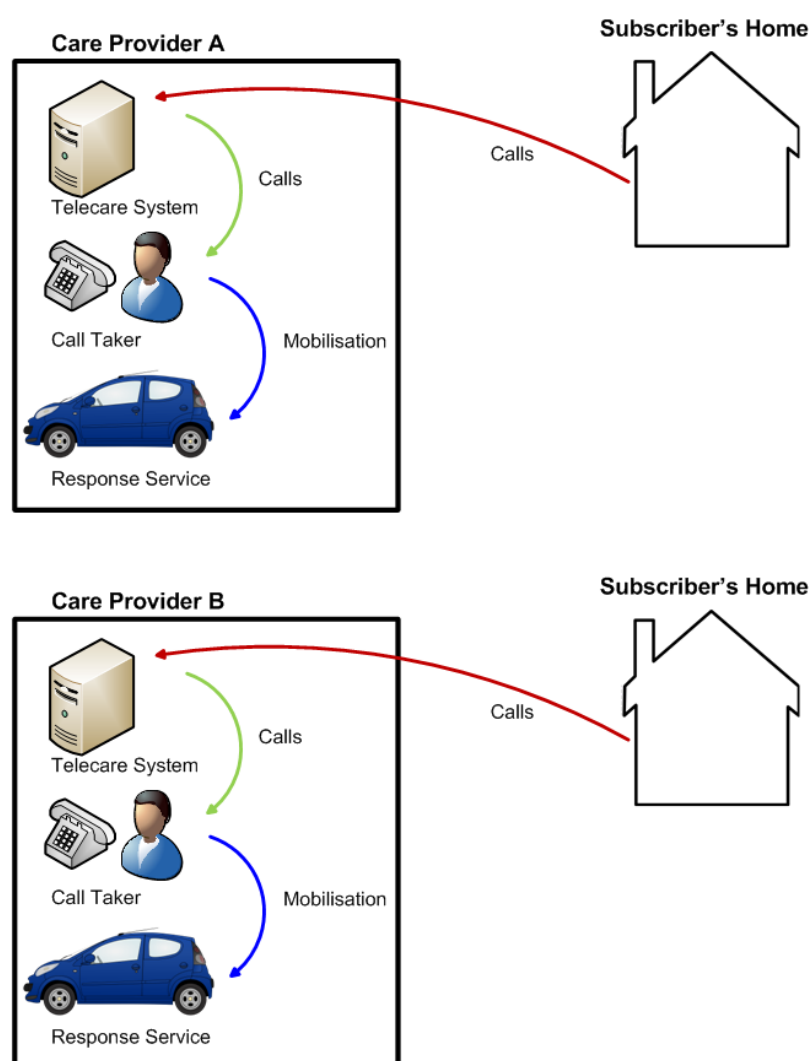 Subscriber's Home
Care Provider A
Calls
Calls
Telecare System
Call Taker
Mobilisation
Response Service
Subscriber's Home
Care Provider B
Calls
Calls
Telecare System
Call Taker
Mobilisation
Response Service